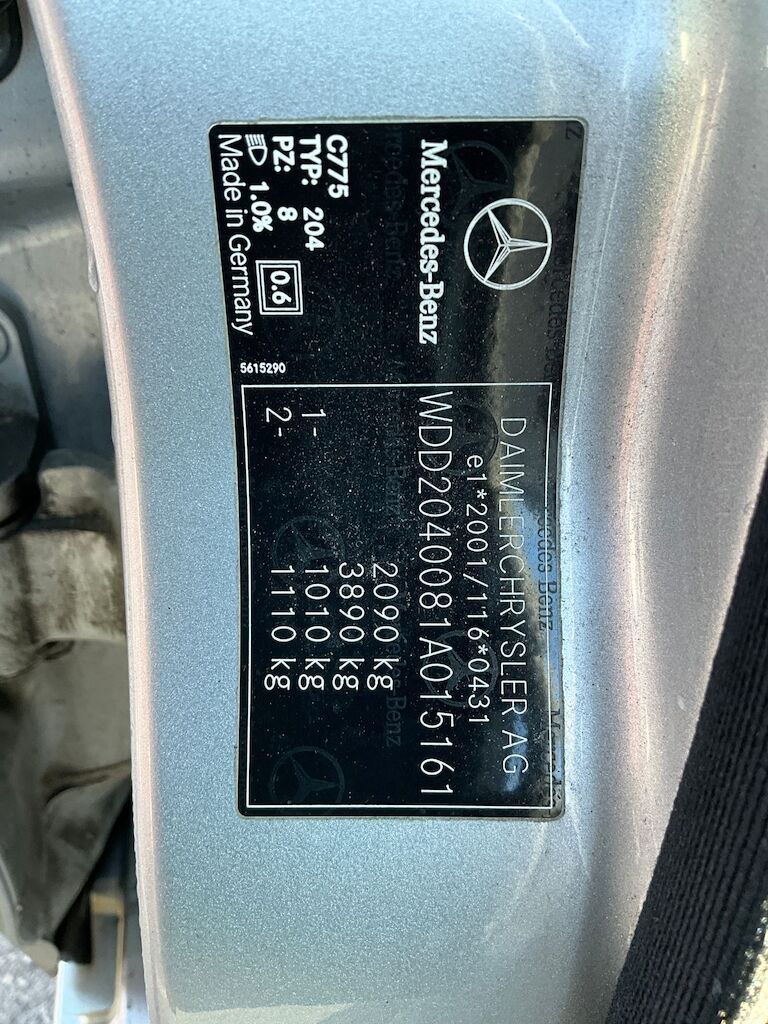 Mercedes-Benz
C775
TYP: 204
PZ: 8
1.0% 0.6
Made in Germany
5615290
DAIMLERCHRYSLER AG
e1*2001/116*0431
WDD2040081A015161
2090 kg
3890 kg
1- 1010 kg
2- 1110 kg